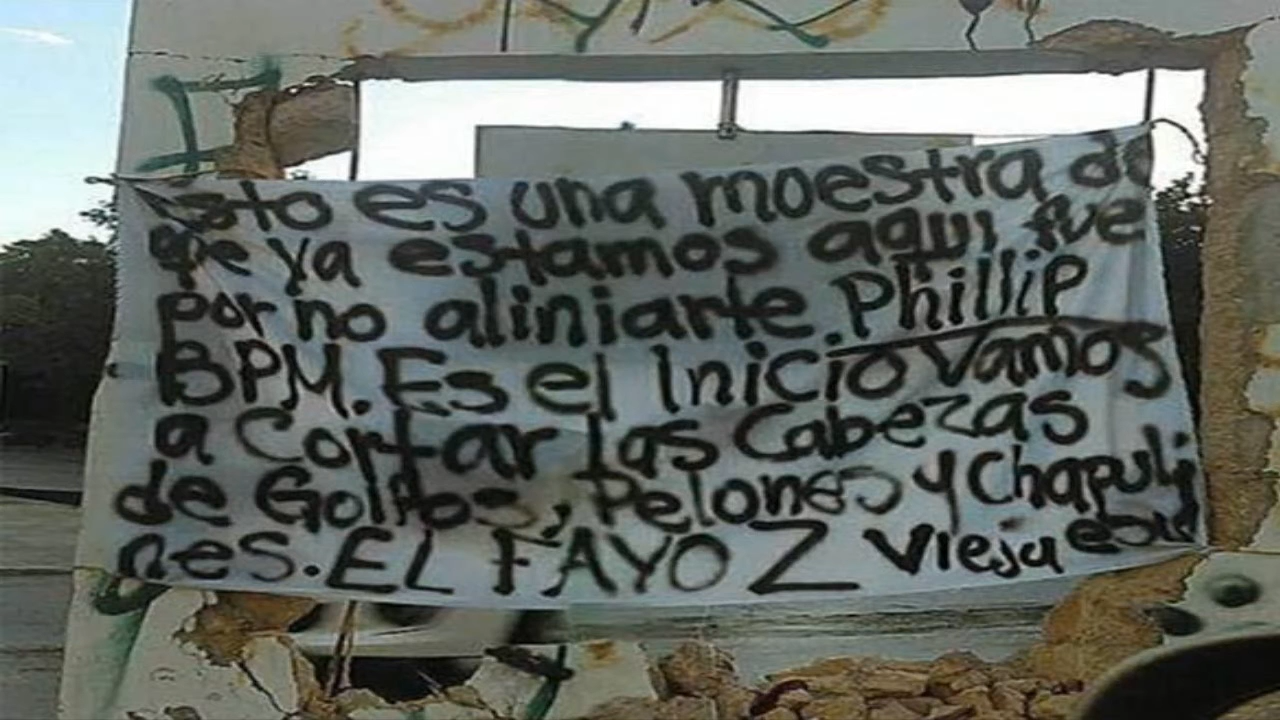 Esto es una moestra de
que ya estamos aqui fue
por no aliniarte. Phillip
BPM. Es el Inicio Vamos
a Cortar las Cabezas
de Golfos, Pelones y Chapuli
nes. EL FAYO Z Vieja